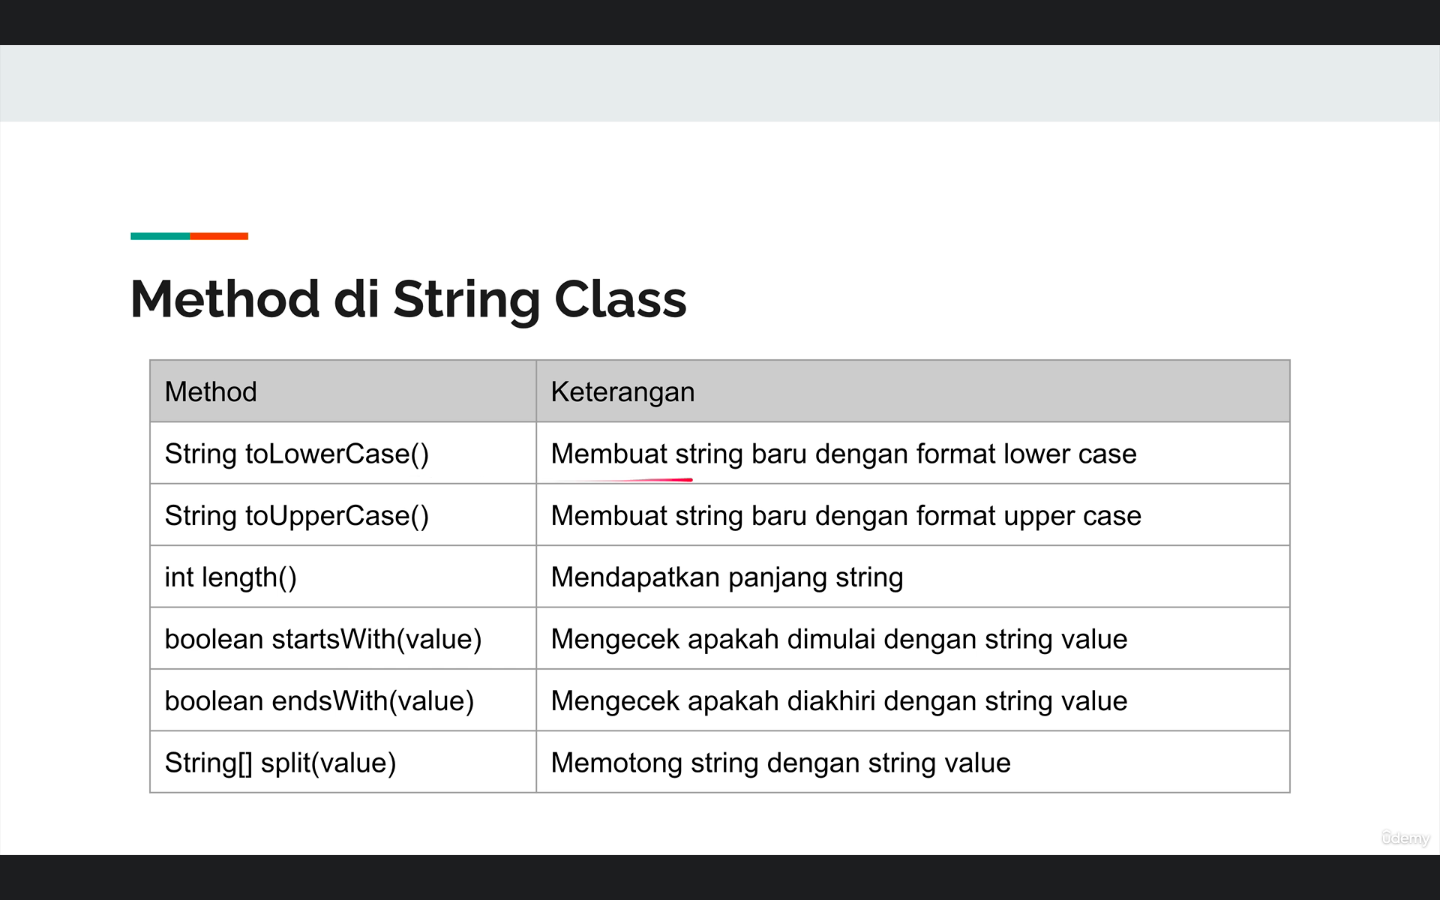 Method di String Class
Method Keterangan
String toLowerCase() Membuat string baru dengan format lower case
String toUpperCase() Membuat string baru dengan format upper case
int length() Mendapatkan panjang string
boolean startsWith(value) Mengecek apakah dimulai dengan string value
boolean endsWith(value) Mengecek apakah diakhiri dengan string value
String[] split(value) Memotong string dengan string value
ûdemy